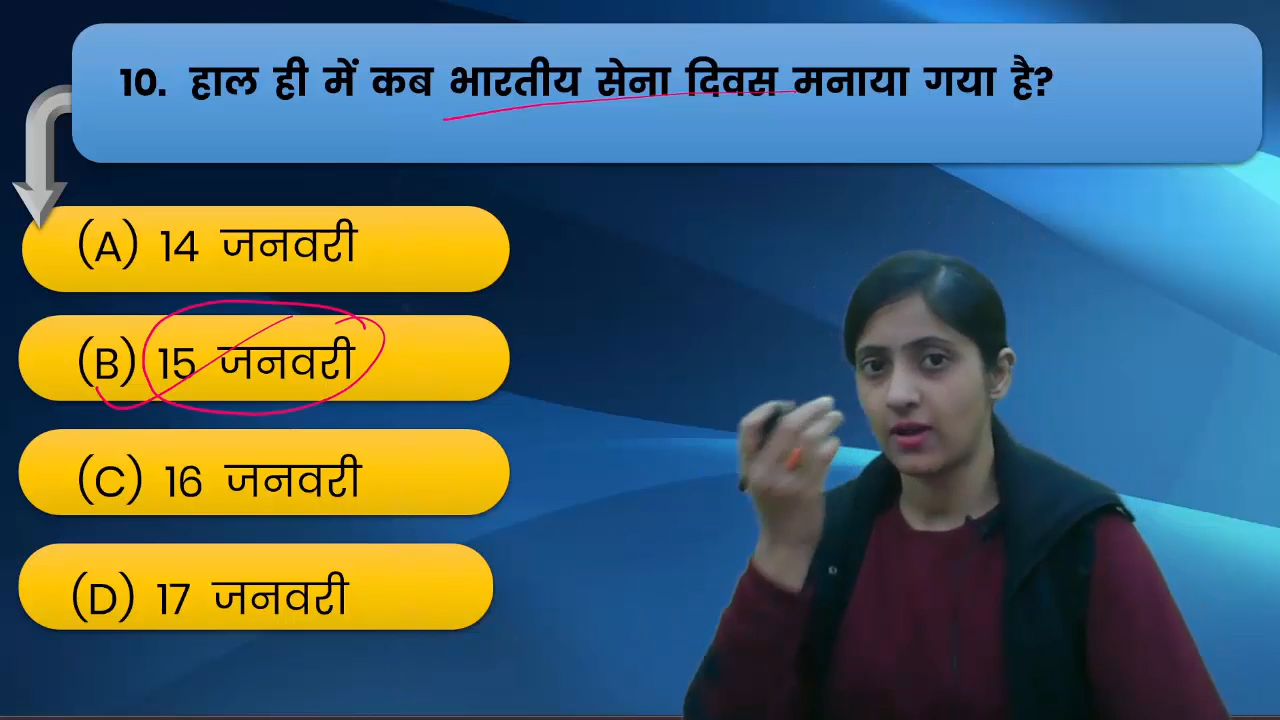 10. हाल ही में कब भारतीय सेना दिवस मनाया गया है?
(A) 14 जनवरी
(B) 15 जनवरी
(C) 16 जनवरी
(D) 17 जनवरी